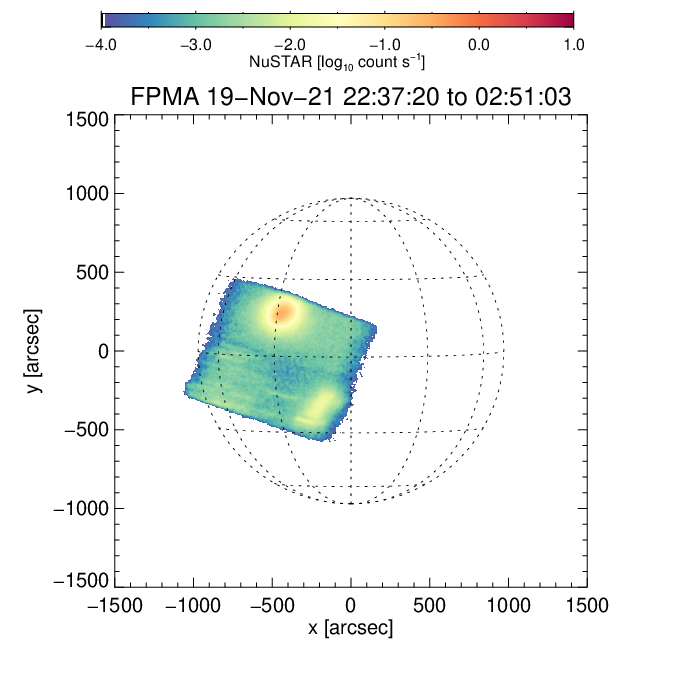 −4.0 −3.0 −2.0 −1.0 0.0 1.0
NuSTAR [log₁₀ count s⁻¹]
FPMA 19−Nov−21 22:37:20 to 02:51:03
1500
1000
500
0
−500
−1000
−1500
y [arcsec]
−1500 −1000 −500 0 500 1000 1500
x [arcsec]